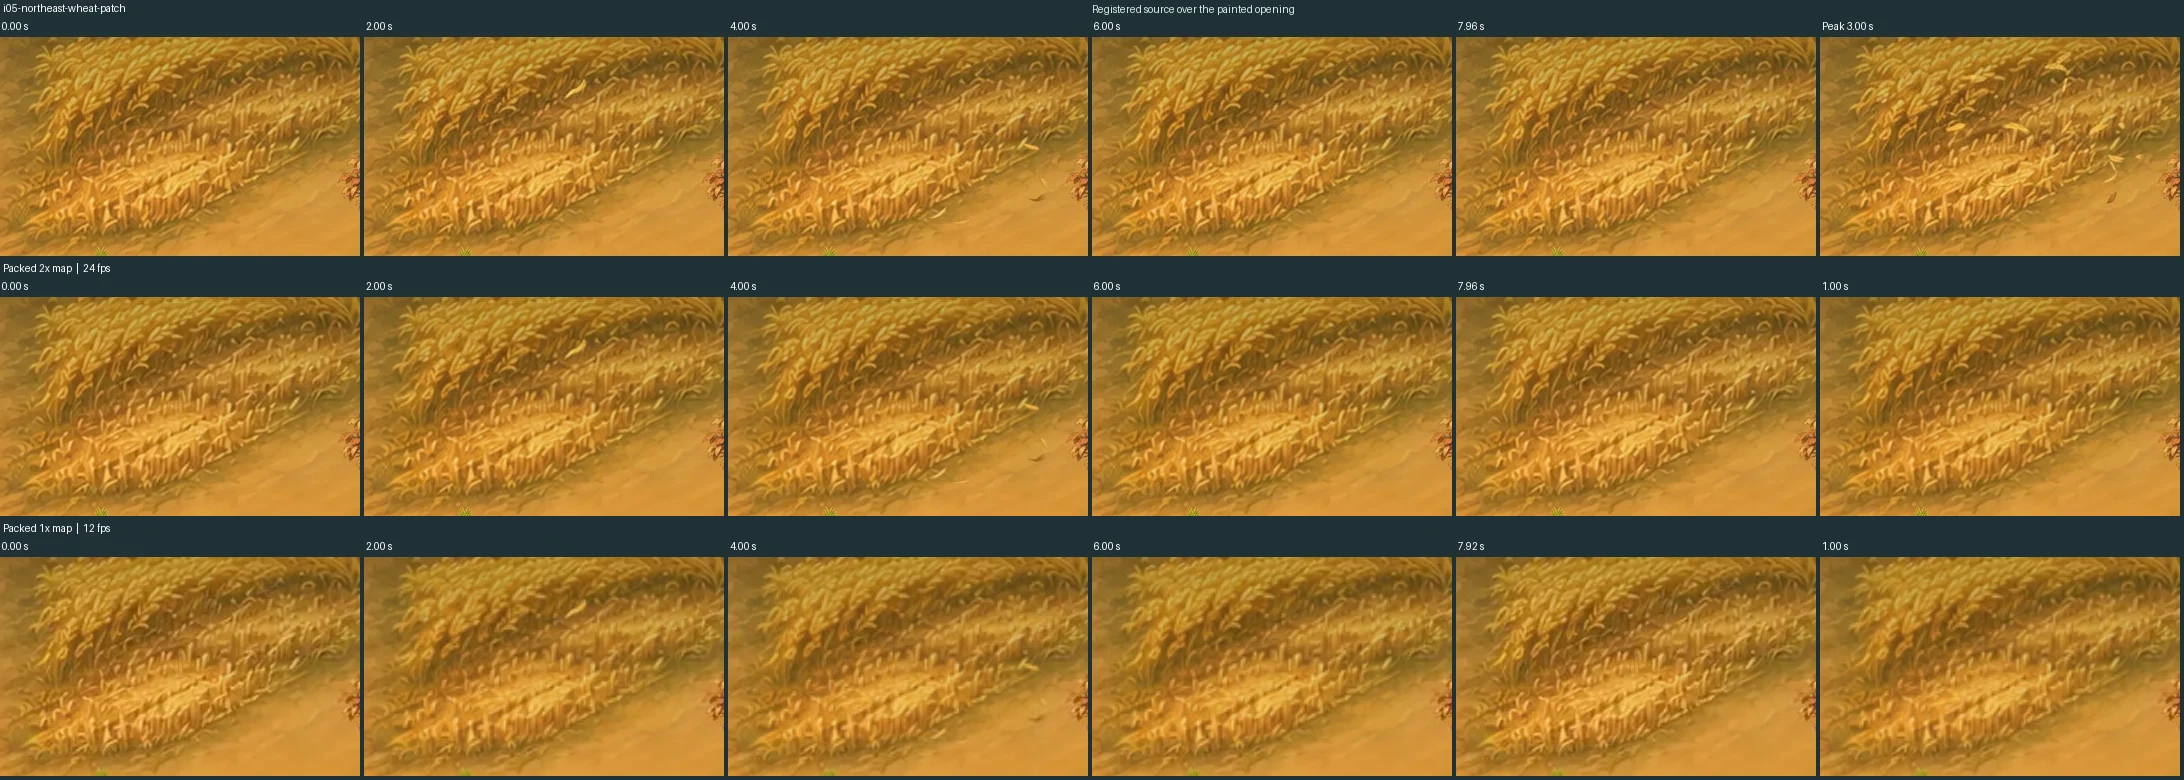 i05-northeast-wheat-patch
Registered source over the painted opening
0.00 s
2.00 s
4.00 s
6.00 s
7.96 s
Peak 3.00 s
Packed 2x map | 24 fps
0.00 s
2.00 s
4.00 s
6.00 s
7.96 s
1.00 s
Packed 1x map | 12 fps
0.00 s
2.00 s
4.00 s
6.00 s
7.92 s
1.00 s